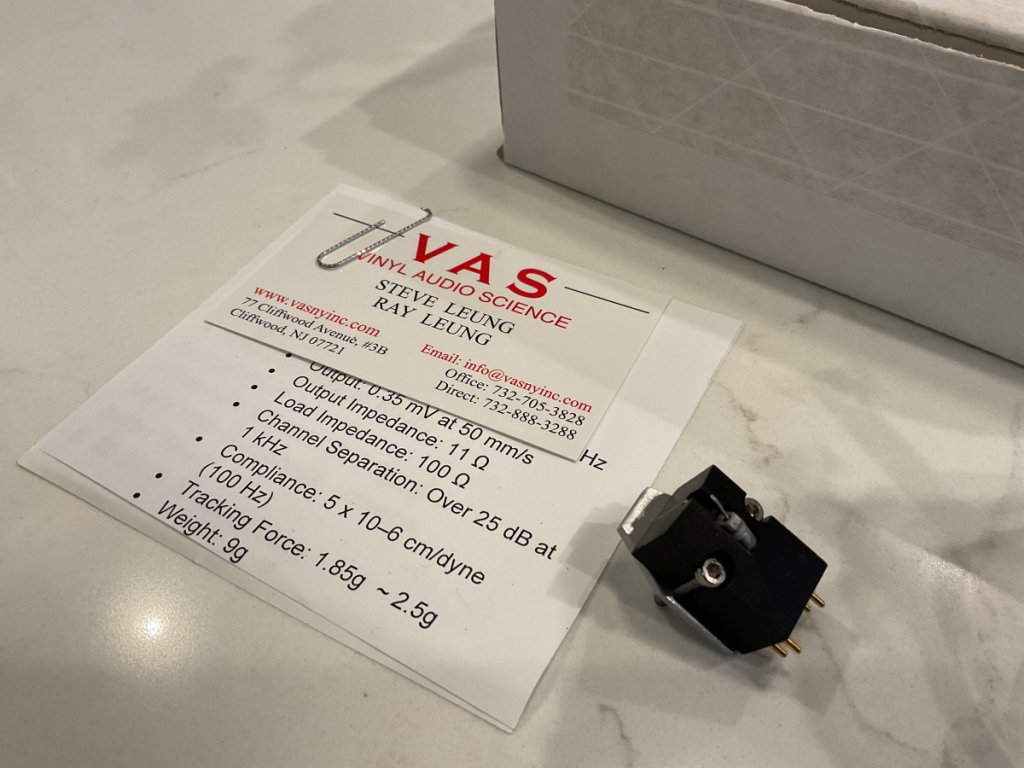 VAS
VINYL AUDIO SCIENCE
STEVE LEUNG
RAY LEUNG
www.vasnyinc.com
77 Cliffwood Avenue, #3B
Cliffwood, NJ 07721
Email: info@vasnyinc.com
Office: 732-705-3828
Direct: 732-888-3288
Hz
• Output: 0.35 mV at 50 mm/s
• Output Impedance: 11 Ω
• Load Impedance: 100 Ω
• Channel Separation: Over 25 dB at
1 kHz
• Compliance: 5 x 10–6 cm/dyne
(100 Hz)
• Tracking Force: 1.85g ~ 2.5g
• Weight: 9g